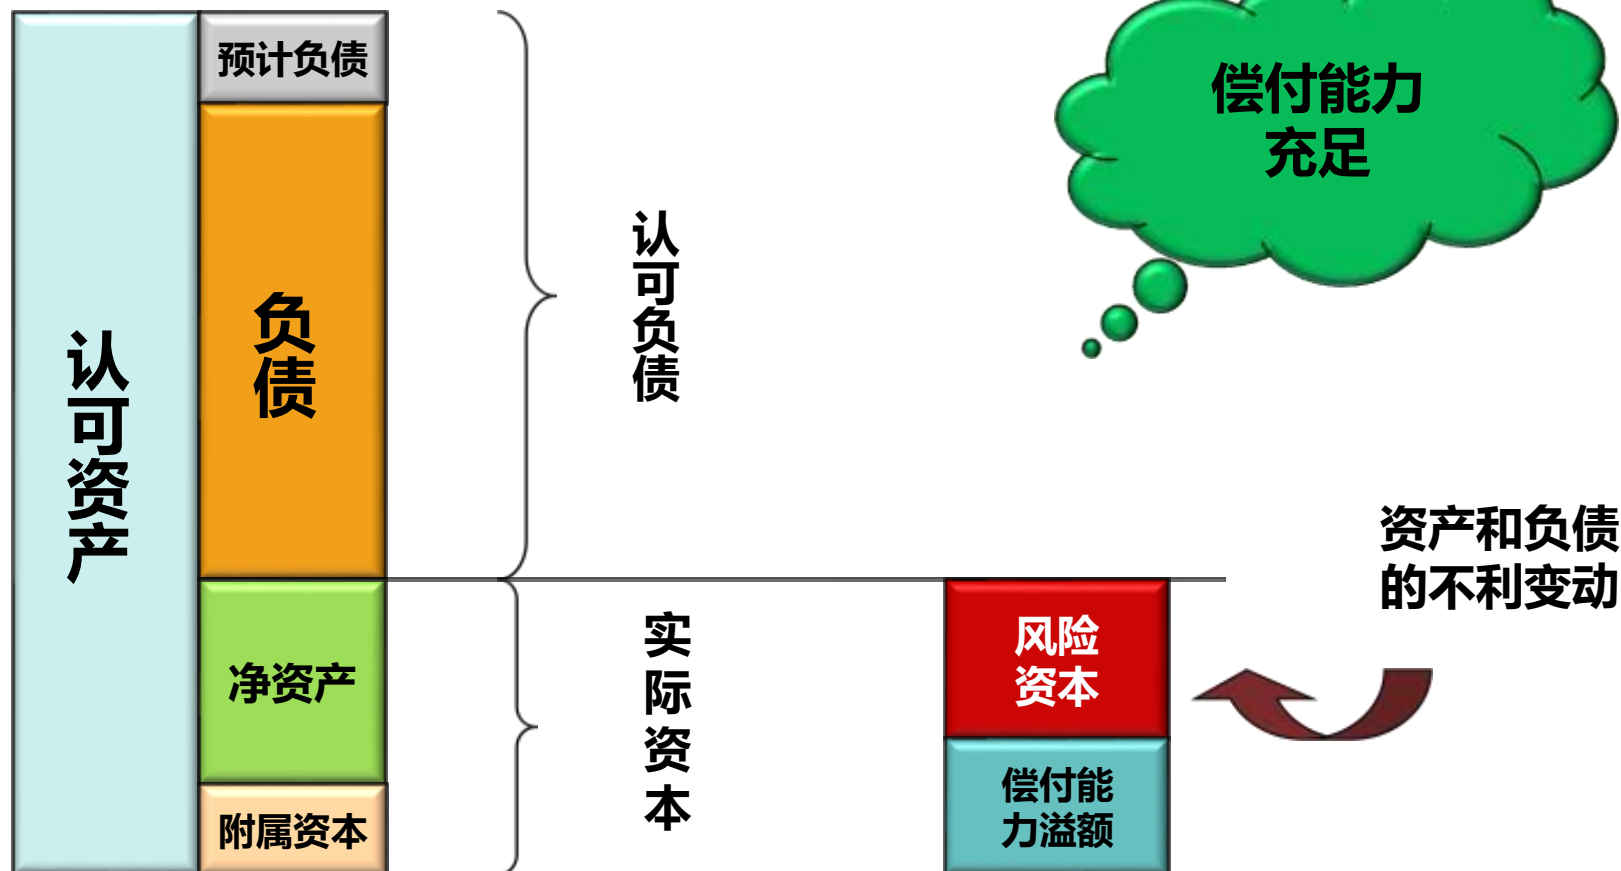 预计负债
偿付能力
充足
认可负债
负债
认可资产
资产和负债
的不利变动
风险
资本
实际资本
净资产
偿付能
力溢额
附属资本